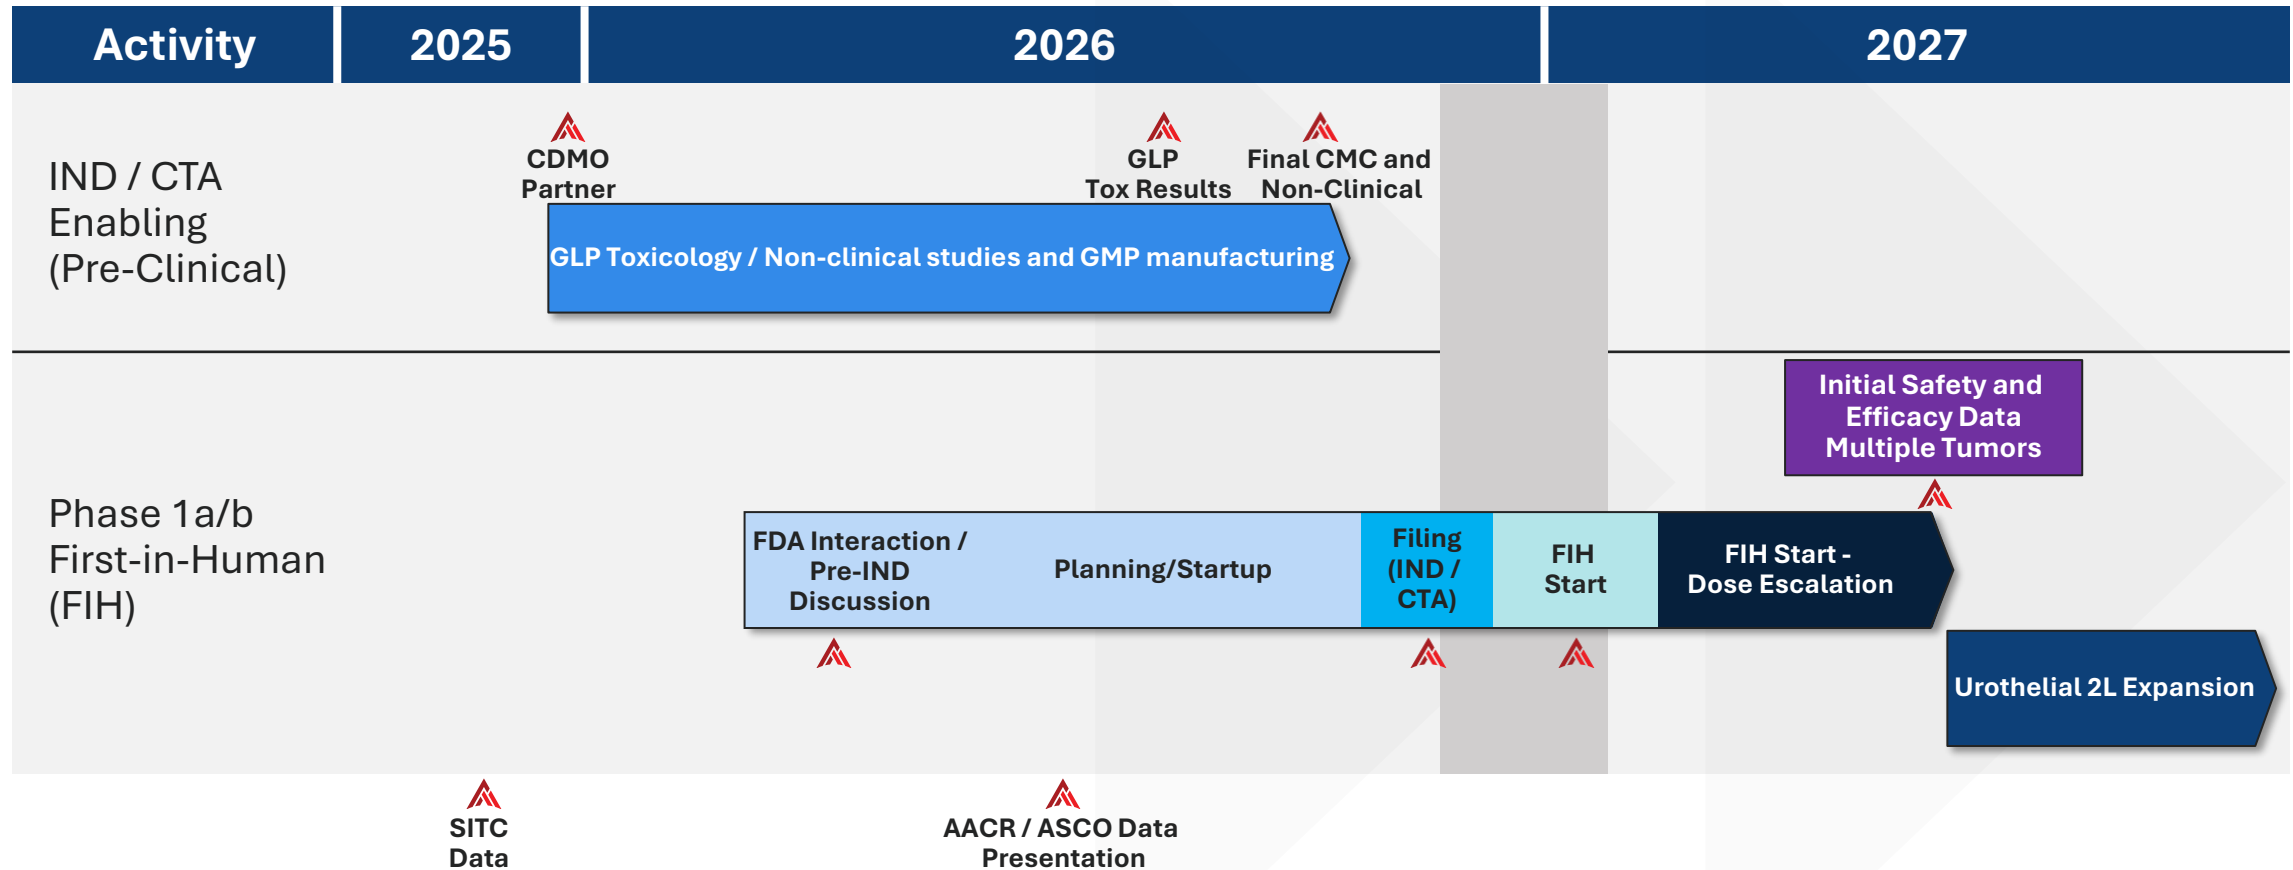 Activity
2025
2026
2027
IND / CTA
Enabling
(Pre-Clinical)
CDMO
Partner
GLP
Tox Results
Final CMC and
Non-Clinical
GLP Toxicology / Non-clinical studies and GMP manufacturing
Phase 1a/b
First-in-Human
(FIH)
Initial Safety and
Efficacy Data
Multiple Tumors
FDA Interaction /
Pre-IND
Discussion
Planning/Startup
Filing
(IND /
CTA)
FIH
Start
FIH Start -
Dose Escalation
Urothelial 2L Expansion
SITC
Data
AACR / ASCO Data
Presentation